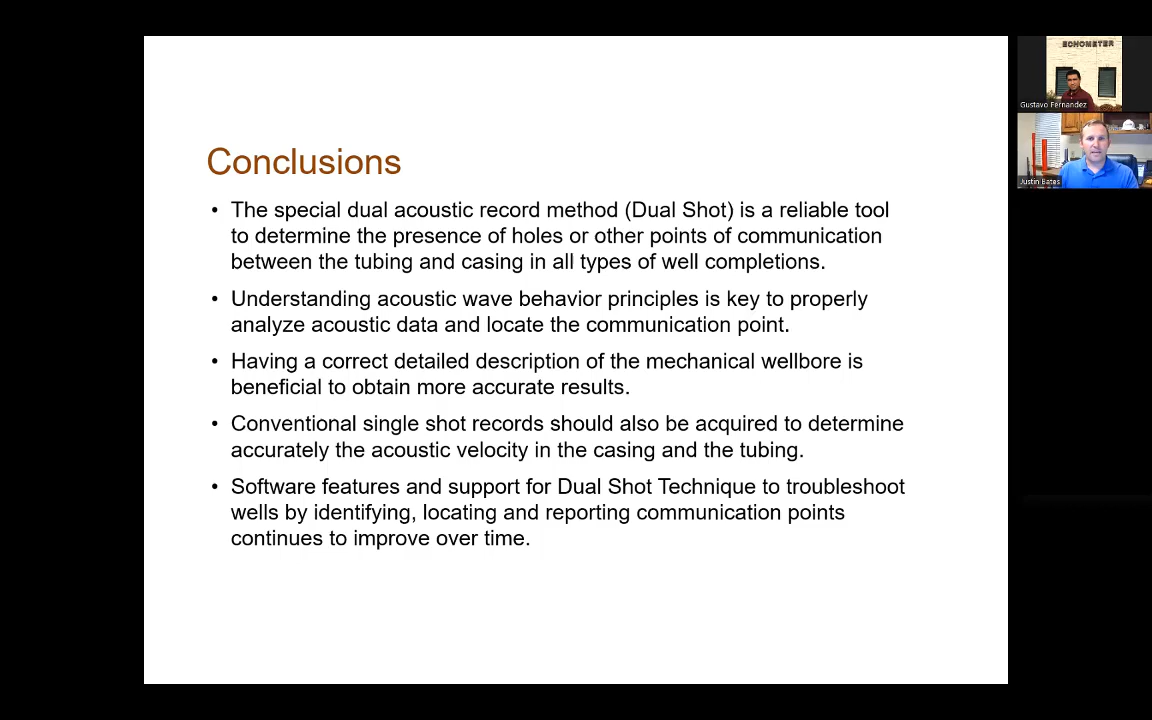 Conclusions
• The special dual acoustic record method (Dual Shot) is a reliable tool
to determine the presence of holes or other points of communication
between the tubing and casing in all types of well completions.
• Understanding acoustic wave behavior principles is key to properly
analyze acoustic data and locate the communication point.
• Having a correct detailed description of the mechanical wellbore is
beneficial to obtain more accurate results.
• Conventional single shot records should also be acquired to determine
accurately the acoustic velocity in the casing and the tubing.
• Software features and support for Dual Shot Technique to troubleshoot
wells by identifying, locating and reporting communication points
continues to improve over time.
ECHOMETER
Gustavo Fernandez
Justin Bates